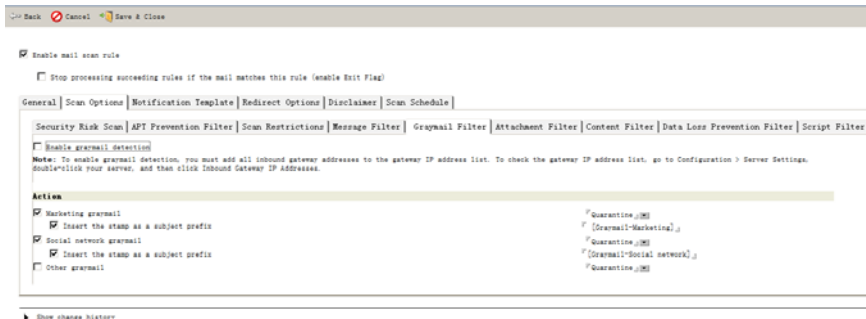 Back Cancel Save & Close
Enable mail scan rule
Stop processing succeeding rules if the mail matches this rule (enable Exit Flag)
General | Scan Options | Notification Template | Redirect Options | Disclaimer | Scan Schedule |
Security Risk Scan | APT Prevention Filter | Scan Restrictions | Message Filter | Graymail Filter | Attachment Filter | Content Filter | Data Loss Prevention Filter | Script Filter
Enable graymail detection
Note: To enable graymail detection, you must add all inbound gateway addresses to the gateway IP address list. To check the gateway IP address list, go to Configuration > Server Settings,
double-click your server, and then click Inbound Gateway IP Addresses.
Action
Marketing graymail Quarantine
Insert the stamp as a subject prefix [Graymail-Marketing]
Social network graymail Quarantine
Insert the stamp as a subject prefix [Graymail-Social network]
Other graymail Quarantine
Show change history